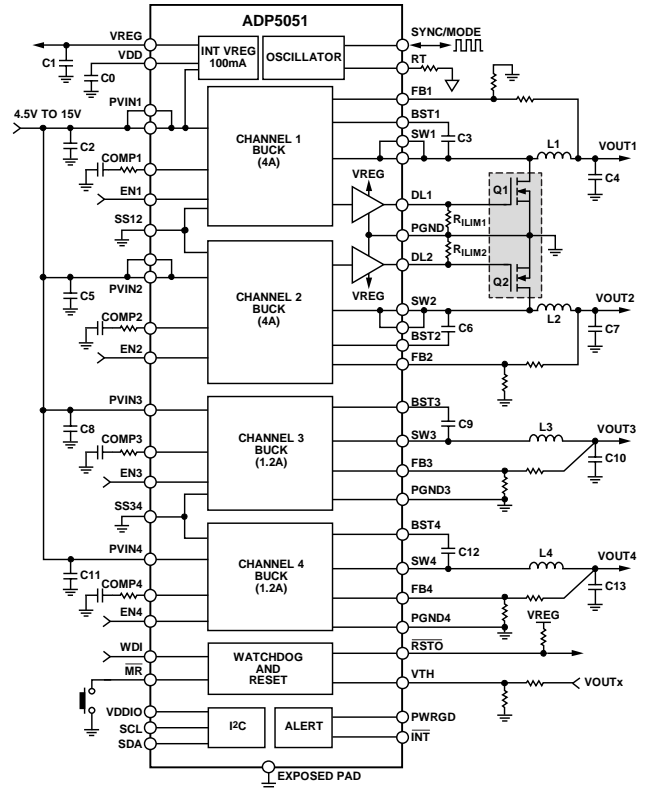 ADP5051
VREG
VDD
C1
C0
INT VREG
100mA
OSCILLATOR
SYNC/MODE
RT
4.5V TO 15V
PVIN1
C2
COMP1
EN1
CHANNEL 1
BUCK
(4A)
FB1
BST1
SW1
C3
L1
VOUT1
C4
VREG
DL1
Q1
RILIM1
PGND
RILIM2
DL2
Q2
VREG
SS12
PVIN2
C5
COMP2
EN2
CHANNEL 2
BUCK
(4A)
SW2
BST2
C6
FB2
L2
VOUT2
C7
PVIN3
C8
COMP3
EN3
CHANNEL 3
BUCK
(1.2A)
BST3
C9
SW3
FB3
PGND3
L3
VOUT3
C10
SS34
PVIN4
C11
COMP4
EN4
CHANNEL 4
BUCK
(1.2A)
BST4
C12
SW4
FB4
PGND4
L4
VOUT4
C13
VREG
WDI
MR
WATCHDOG
AND
RESET
RSTO
VTH
VOUTx
VDDIO
SCL
SDA
I2C
ALERT
PWRGD
INT
EXPOSED PAD